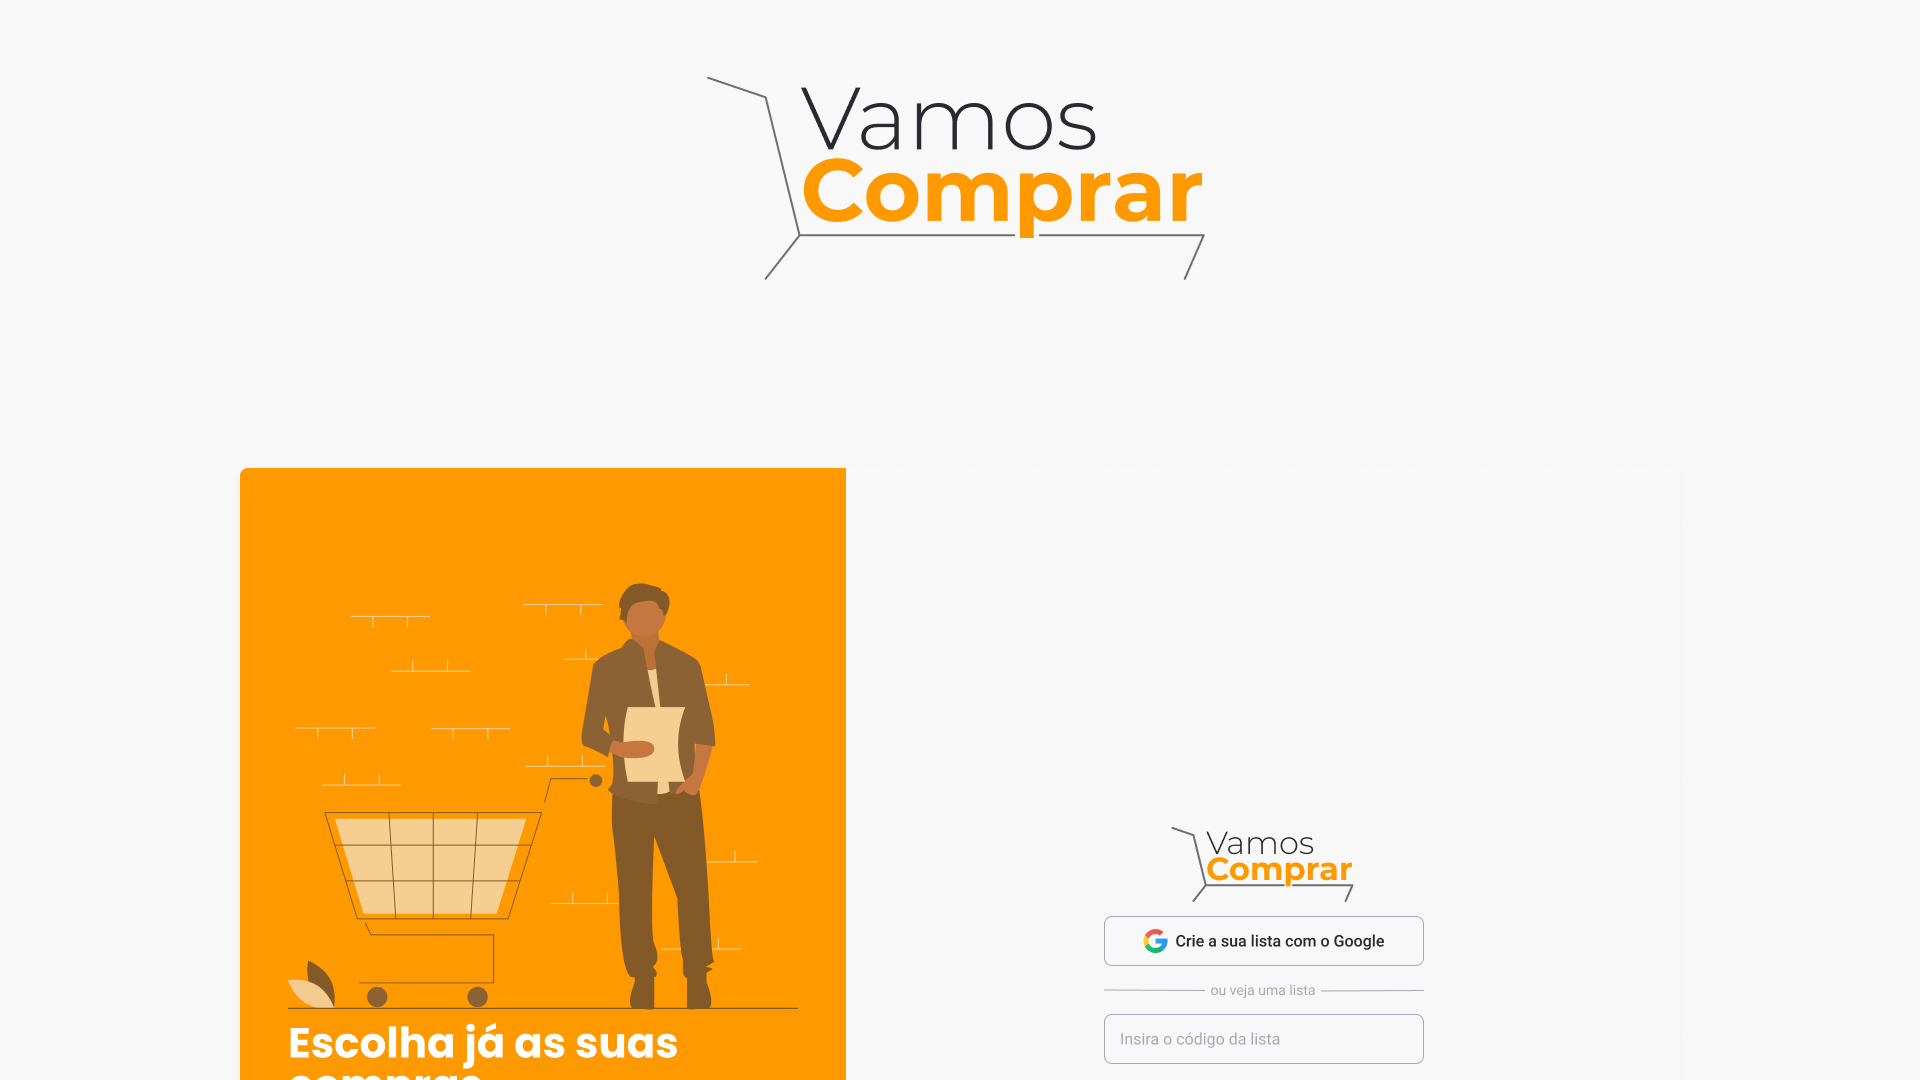 Vamos
Comprar
Vamos
Comprar
Crie a sua lista com o Google
ou veja uma lista
Insira o código da lista
Escolha já as suas
compras